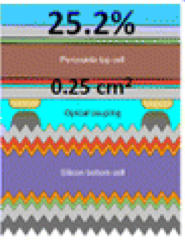 25.2%
Perovskite top cell
0.25 cm²
Optical coupling
Silicon bottom cell